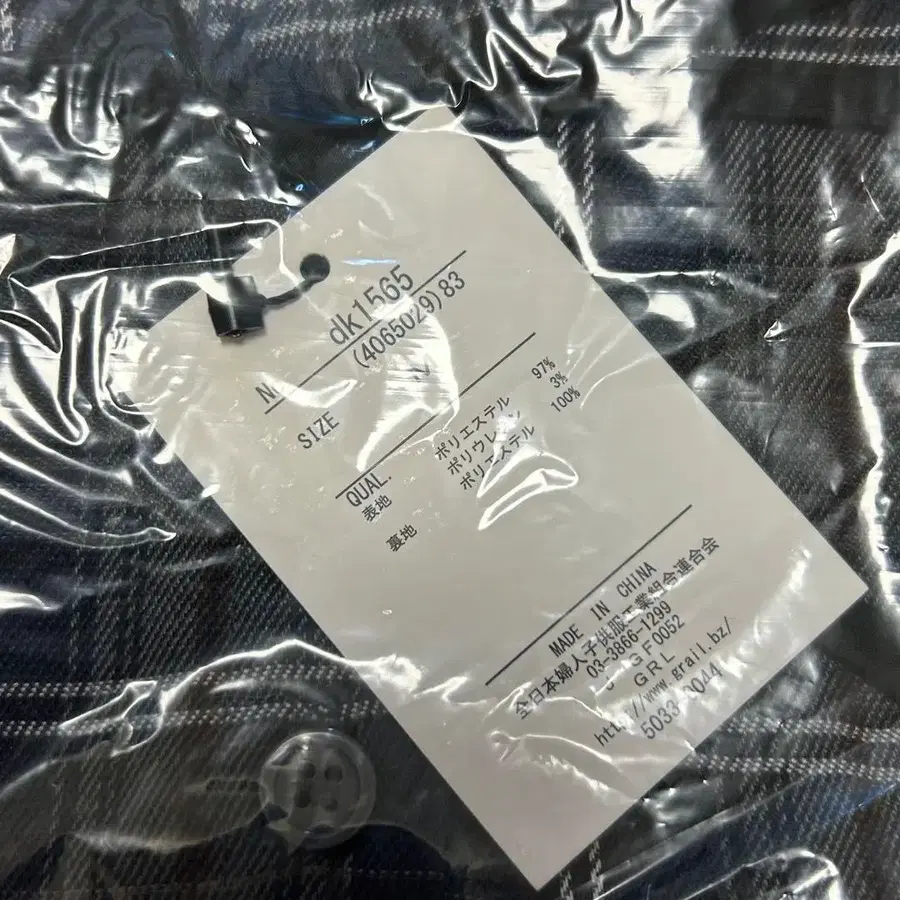 dk1565
(4065029)83
SIZE
QUAL.
表地 ポリエステル 97%
ポリウレタン 3%
裏地 ポリエステル 100%
MADE IN CHINA
全日本婦人子供服工業組合連合会
03-3866-1299
GF0052
GRL
http://www.grail.bz/